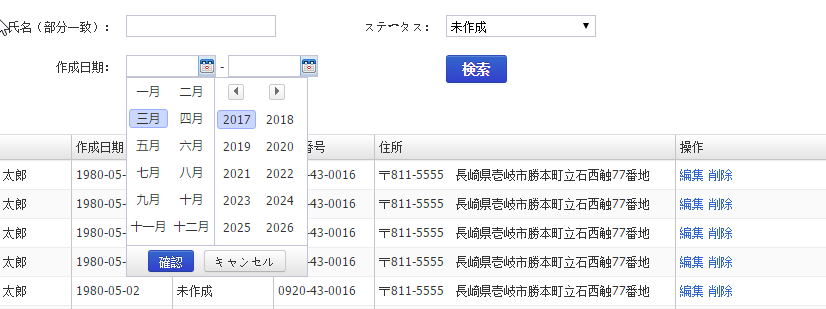 氏名（部分一致）： ステータス： 未作成
作成日期： - 検索
一月 二月
三月 四月 2017 2018
五月 六月 2019 2020
七月 八月 2021 2022
九月 十月 2023 2024
十一月 十二月 2025 2026
確認 キャンセル
作成日期 番号 住所 操作
太郎 1980-05- -43-0016 〒811-5555 長崎県壱岐市勝本町立石西触77番地 編集 削除
太郎 1980-05- -43-0016 〒811-5555 長崎県壱岐市勝本町立石西触77番地 編集 削除
太郎 1980-05- -43-0016 〒811-5555 長崎県壱岐市勝本町立石西触77番地 編集 削除
太郎 1980-05- -43-0016 〒811-5555 長崎県壱岐市勝本町立石西触77番地 編集 削除
太郎 1980-05-02 未作成 0920-43-0016 〒811-5555 長崎県壱岐市勝本町立石西触77番地 編集 削除